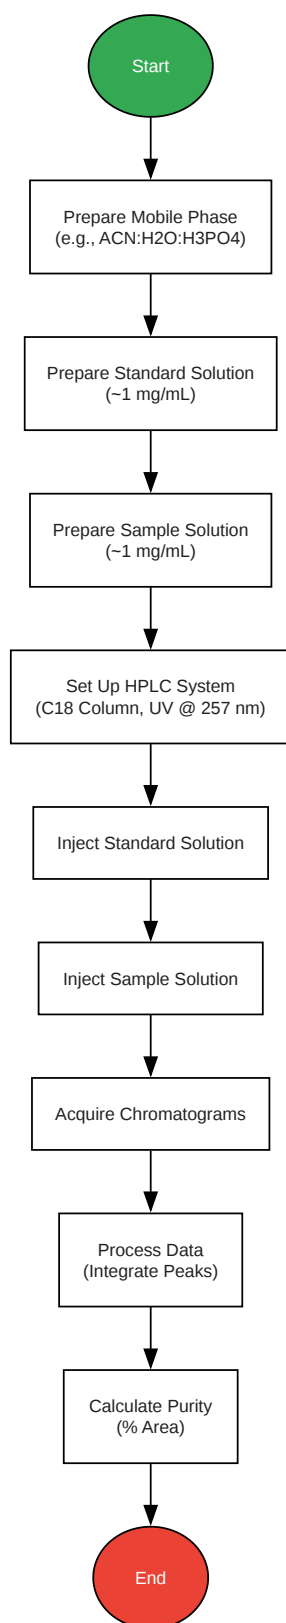 Start
Prepare Mobile Phase
(e.g., ACN:H2O:H3PO4)
Prepare Standard Solution
(~1 mg/mL)
Prepare Sample Solution
(~1 mg/mL)
Set Up HPLC System
(C18 Column, UV @ 257 nm)
Inject Standard Solution
Inject Sample Solution
Acquire Chromatograms
Process Data
(Integrate Peaks)
Calculate Purity
(% Area)
End